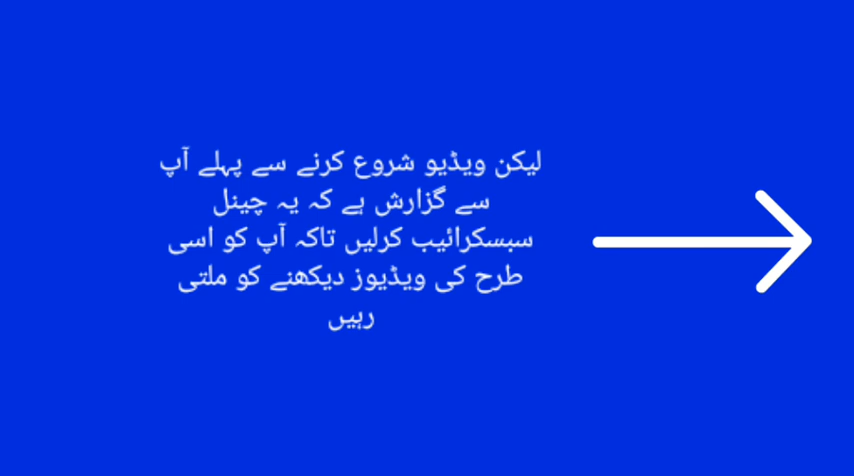 لیکن ویڈیو شروع کرنے سے پہلے آپ
سے گزارش ہے کہ یہ چینل
سبسکرائیب کرلیں تاکہ آپ کو اسی
طرح کی ویڈیوز دیکھنے کو ملتی
رہیں